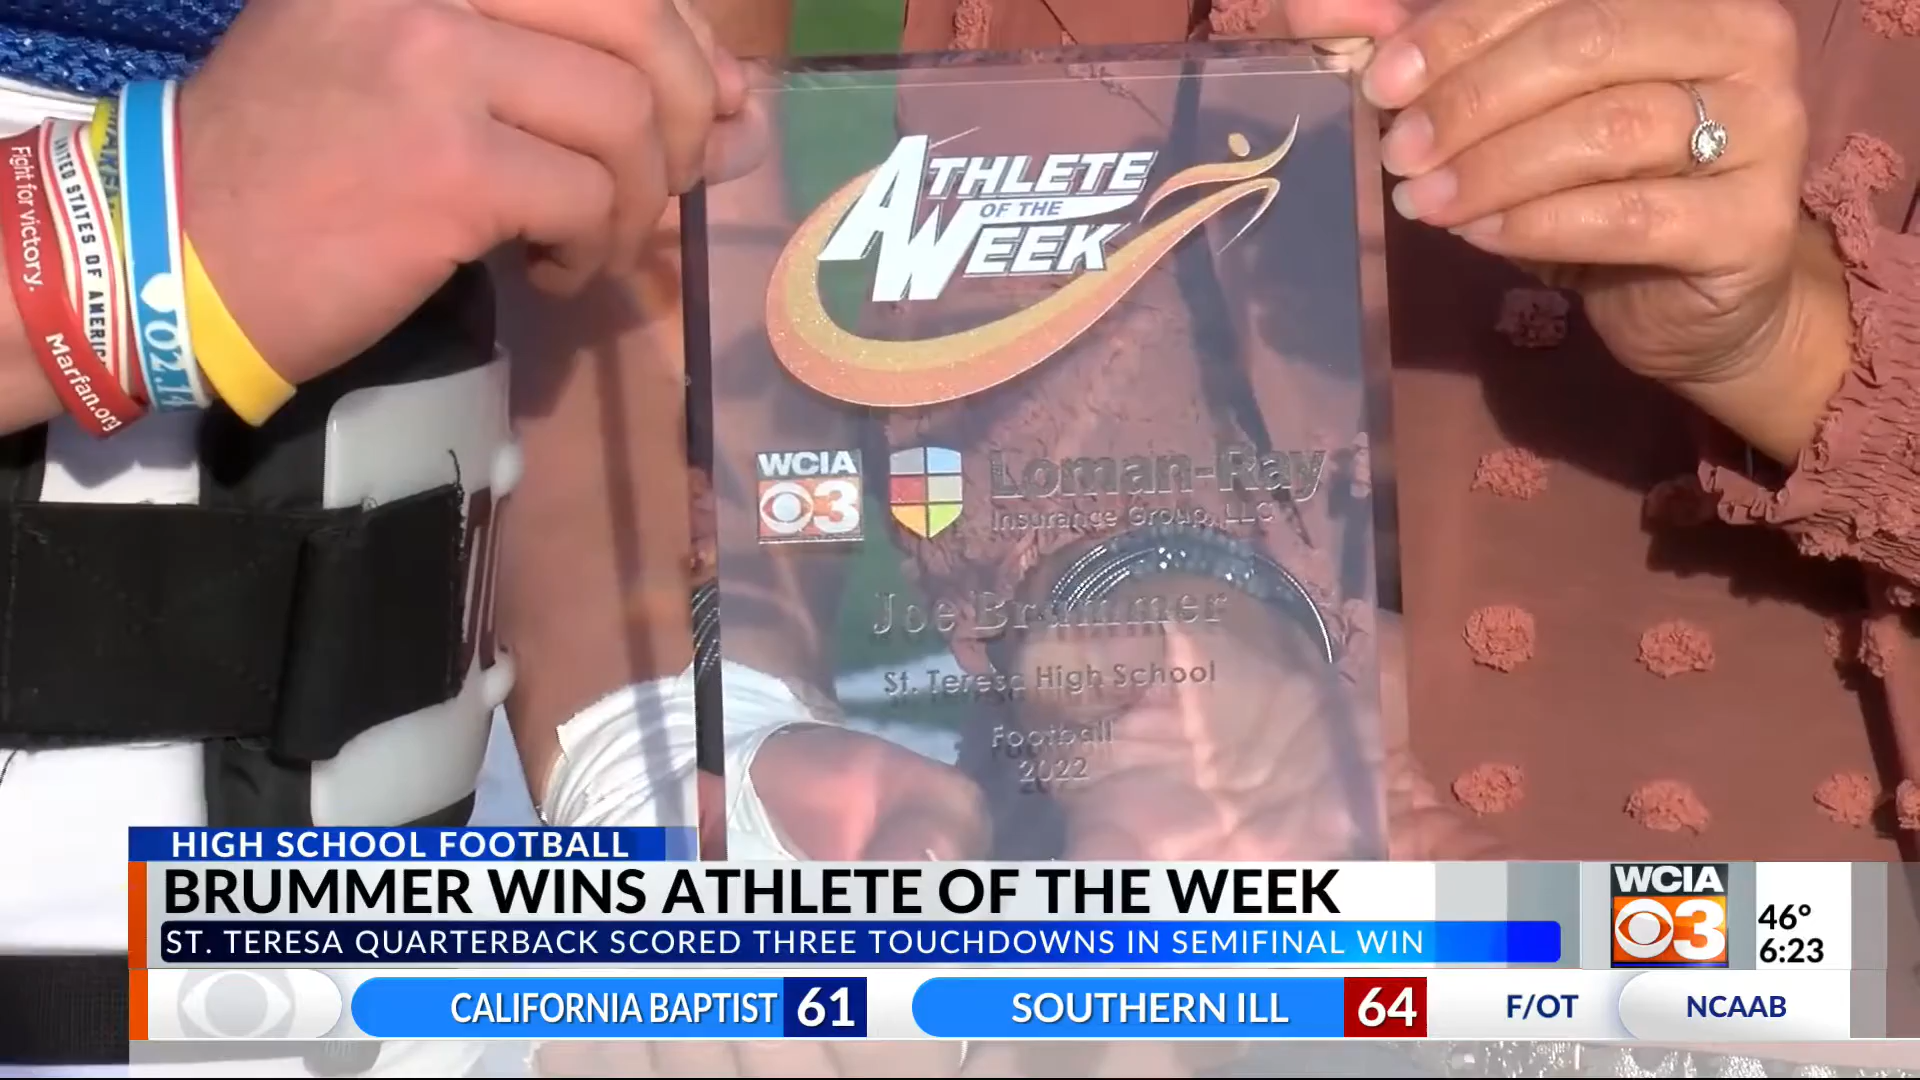 Fight for victory.
Marfan.org
UNITED STATES OF AMERIC
02.14
ATHLETE
OF THE
WEEK
WCIA
3
Loman-Ray
Insurance Group, LLC
Joe Brummer
St. Teresa High School
Football
2022
HIGH SCHOOL FOOTBALL
BRUMMER WINS ATHLETE OF THE WEEK
ST. TERESA QUARTERBACK SCORED THREE TOUCHDOWNS IN SEMIFINAL WIN
WCIA
3
46°
6:23
CALIFORNIA BAPTIST 61 SOUTHERN ILL 64 F/OT NCAAB